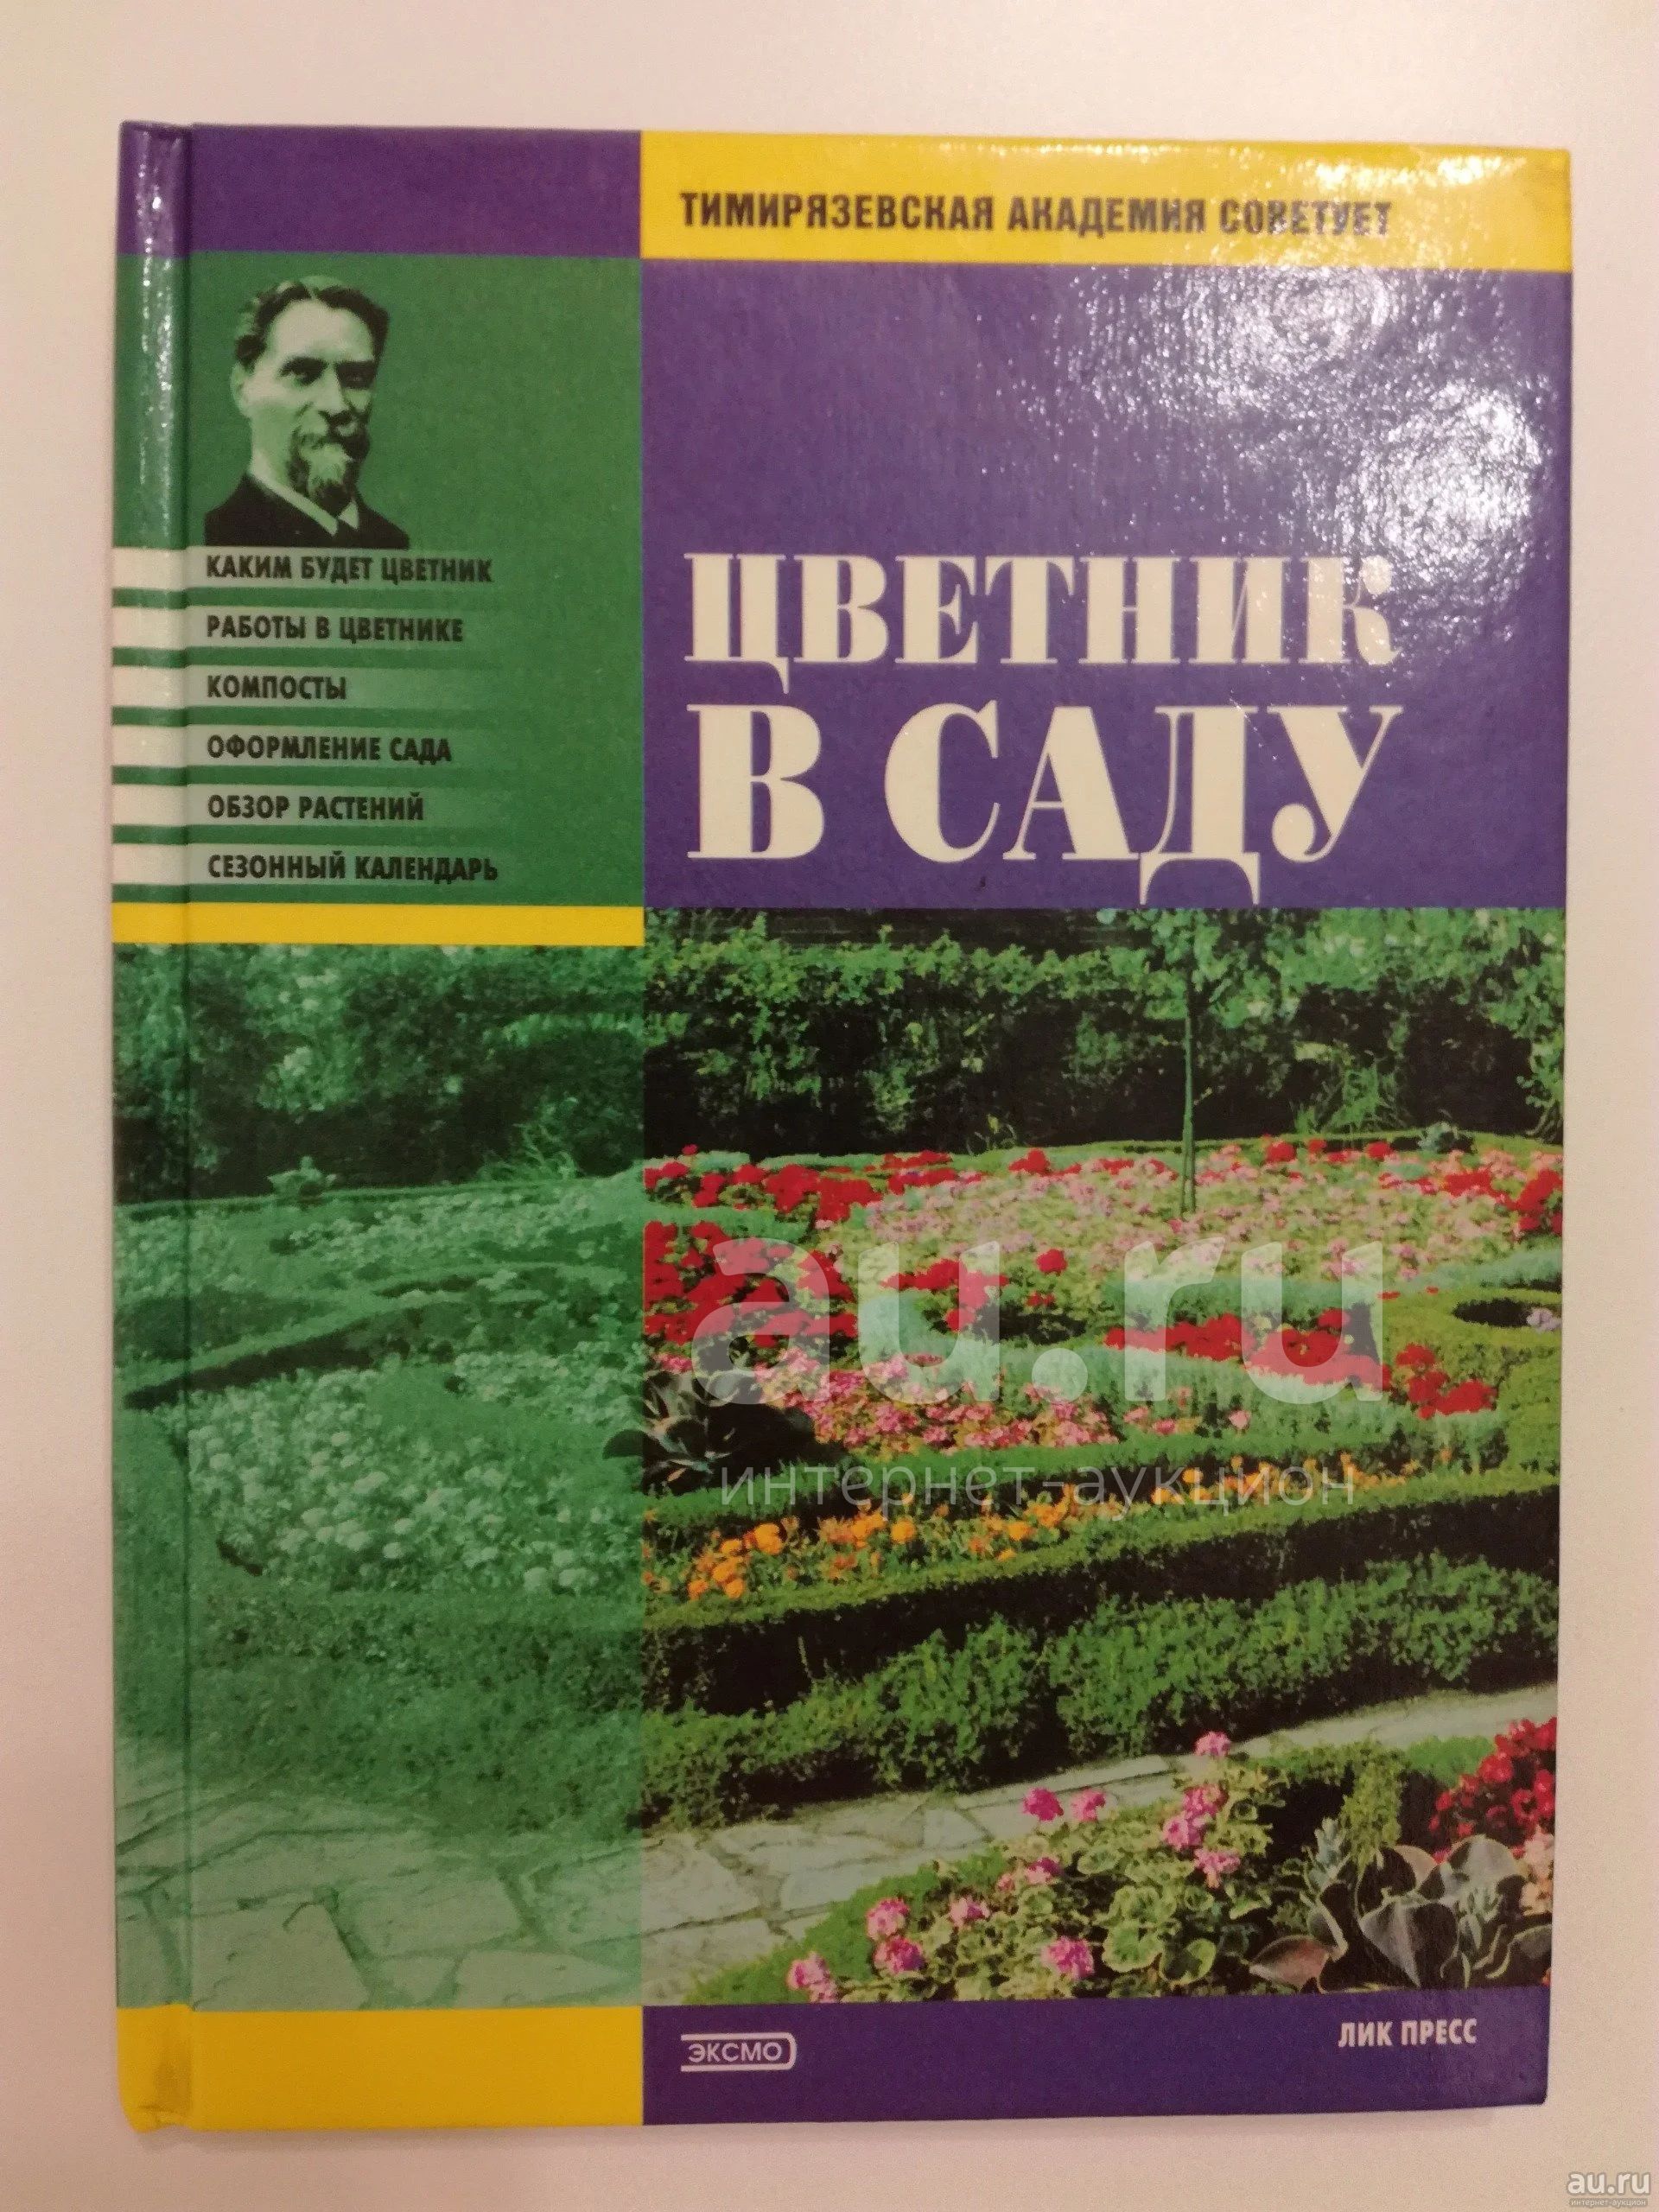 ТИМИРЯЗЕВСКАЯ АКАДЕМИЯ СОВЕТУЕТ
КАКИМ БУДЕТ ЦВЕТНИК
РАБОТЫ В ЦВЕТНИКЕ
КОМПОСТЫ
ОФОРМЛЕНИЕ САДА
ОБЗОР РАСТЕНИЙ
СЕЗОННЫЙ КАЛЕНДАРЬ
ЦВЕТНИК
В САДУ
au.ru
интернет-аукцион
ЭКСМО
ЛИК ПРЕСС
au.ru
интернет-аукцион